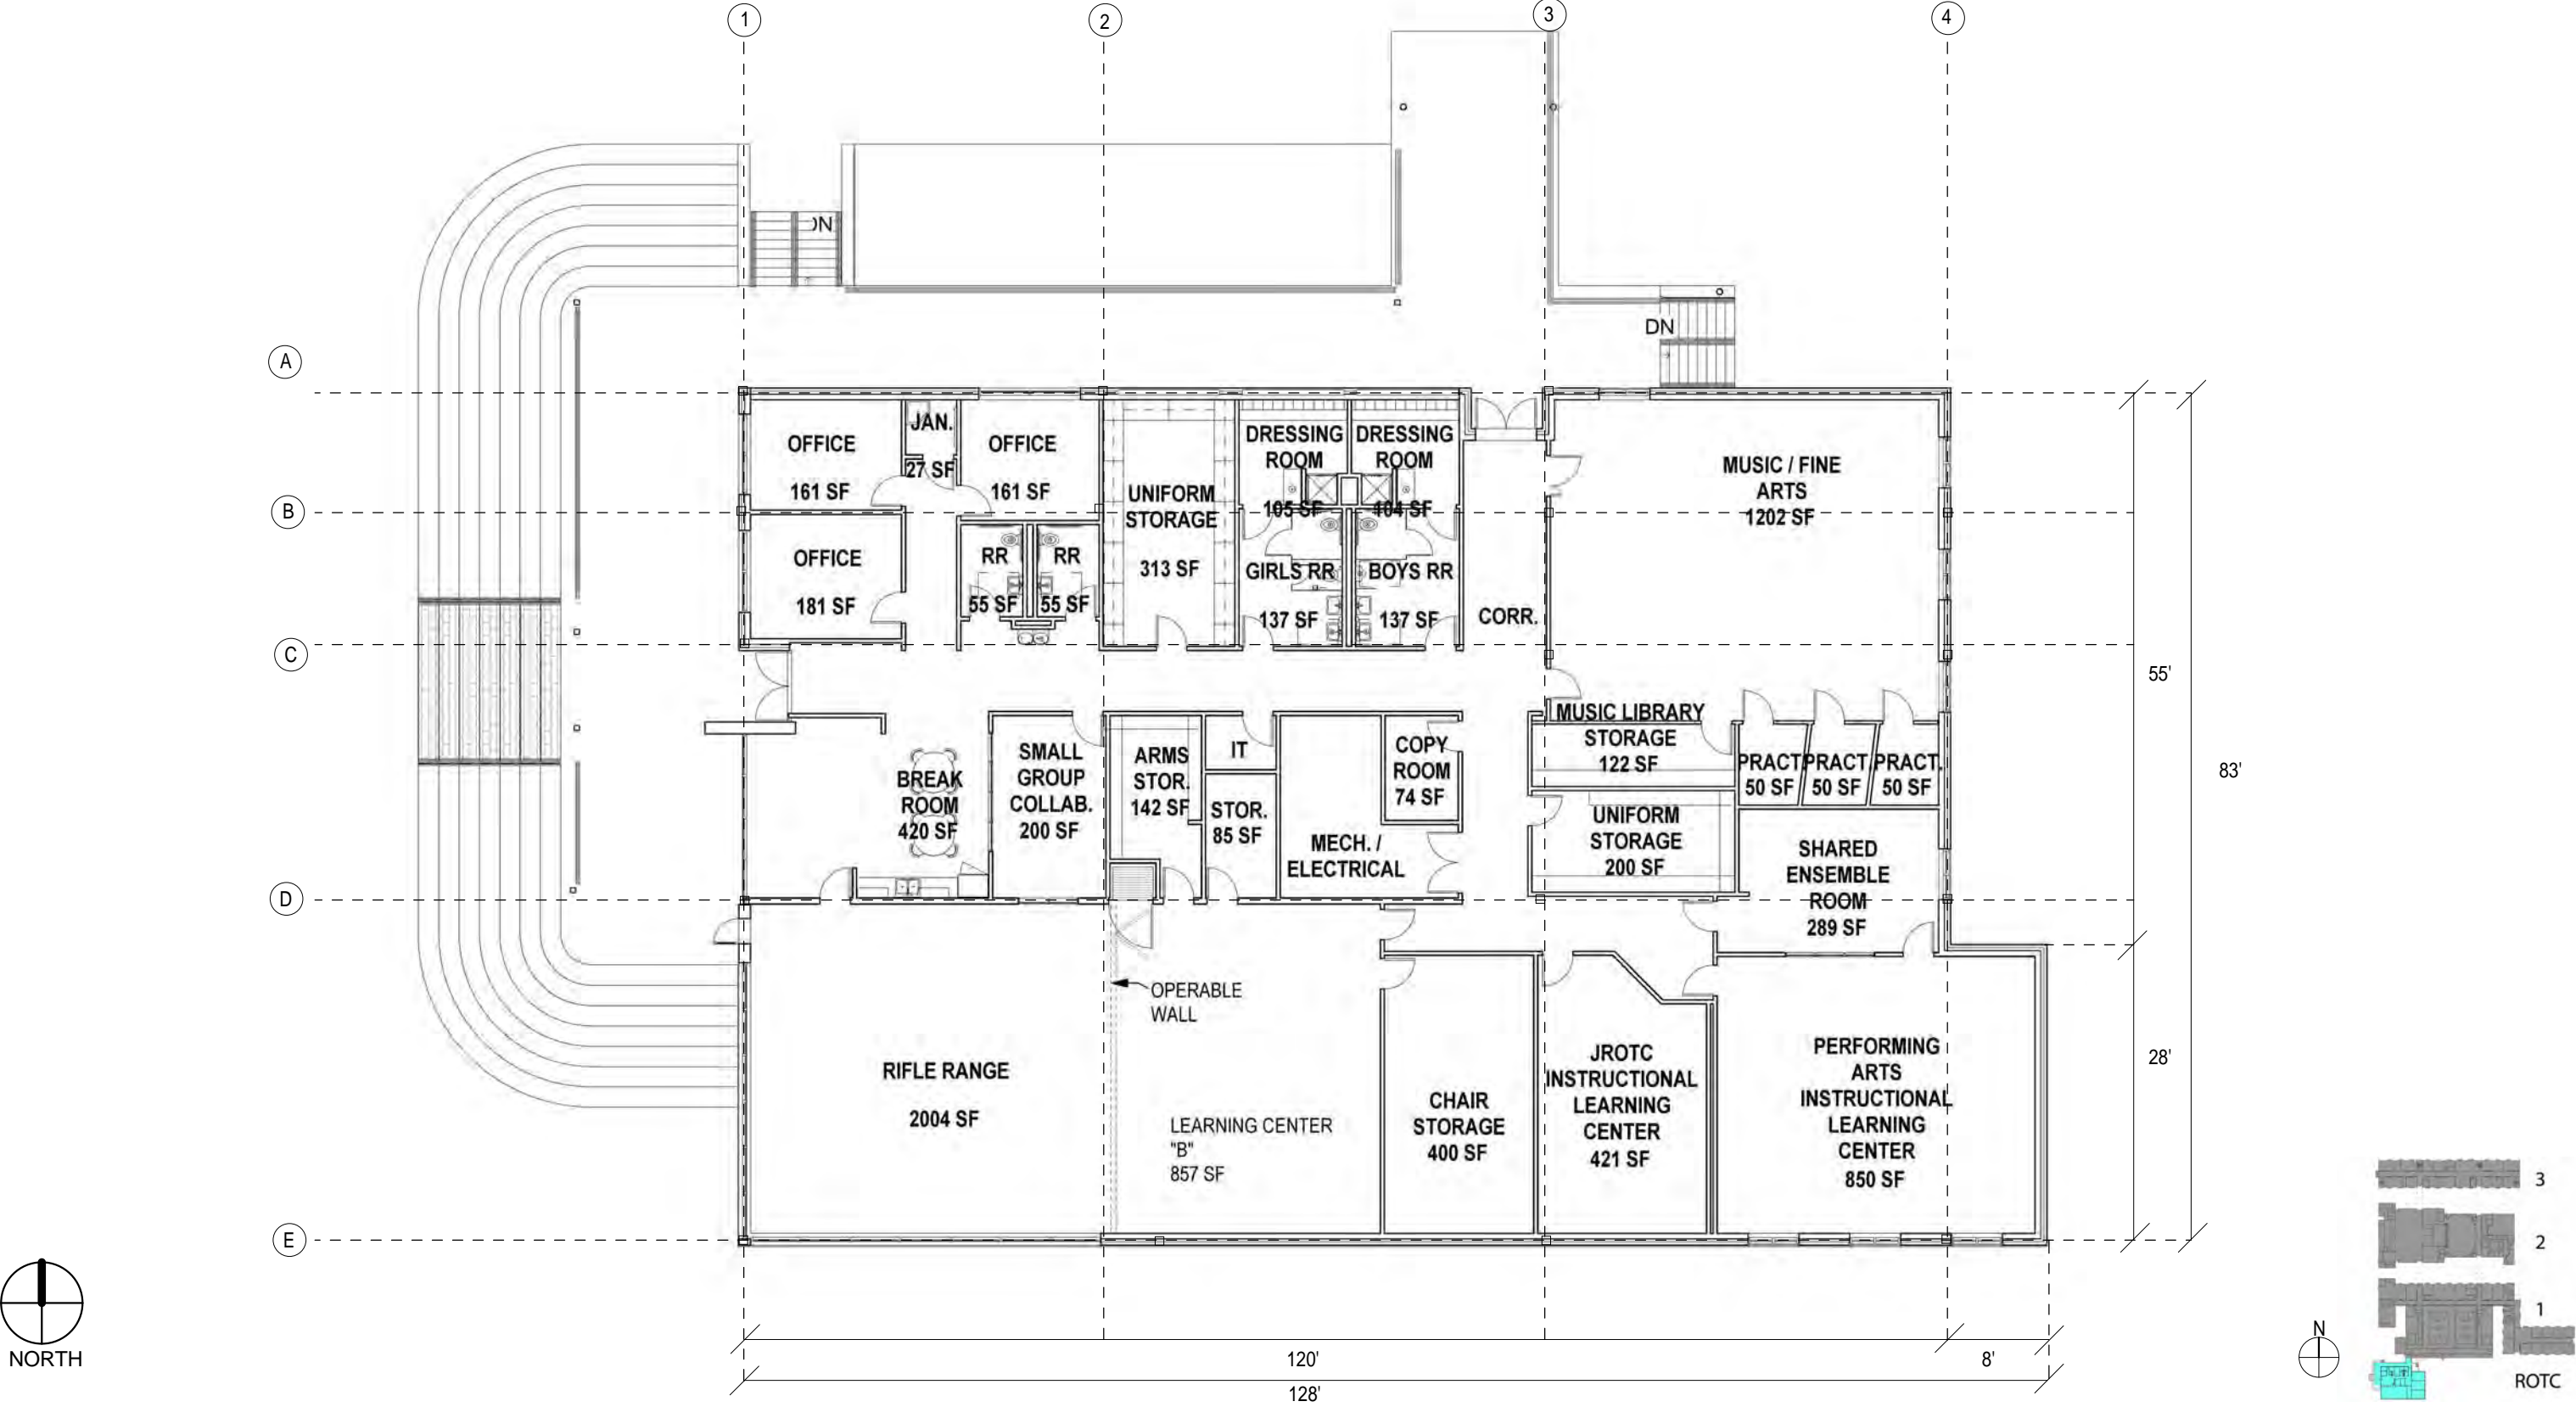 1
2
3
4
DN
DN
A
B
C
D
E
OFFICE
161 SF
JAN.
27 SF
OFFICE
161 SF
UNIFORM
STORAGE
313 SF
DRESSING
ROOM
105 SF
DRESSING
ROOM
104 SF
MUSIC / FINE
ARTS
1202 SF
OFFICE
181 SF
RR
55 SF
RR
55 SF
GIRLS RR
137 SF
BOYS RR
137 SF
CORR.
BREAK
ROOM
420 SF
SMALL
GROUP
COLLAB.
200 SF
ARMS
STOR.
142 SF
IT
STOR.
85 SF
MECH. /
ELECTRICAL
COPY
ROOM
74 SF
MUSIC LIBRARY
STORAGE
122 SF
PRACT.
50 SF
PRACT.
50 SF
PRACT.
50 SF
UNIFORM
STORAGE
200 SF
SHARED
ENSEMBLE
ROOM
289 SF
OPERABLE
WALL
RIFLE RANGE
2004 SF
LEARNING CENTER
"B"
857 SF
CHAIR
STORAGE
400 SF
JROTC
INSTRUCTIONAL
LEARNING
CENTER
421 SF
PERFORMING
ARTS
INSTRUCTIONAL
LEARNING
CENTER
850 SF
55'
83'
28'
120'
8'
128'
NORTH
3
2
1
N
ROTC